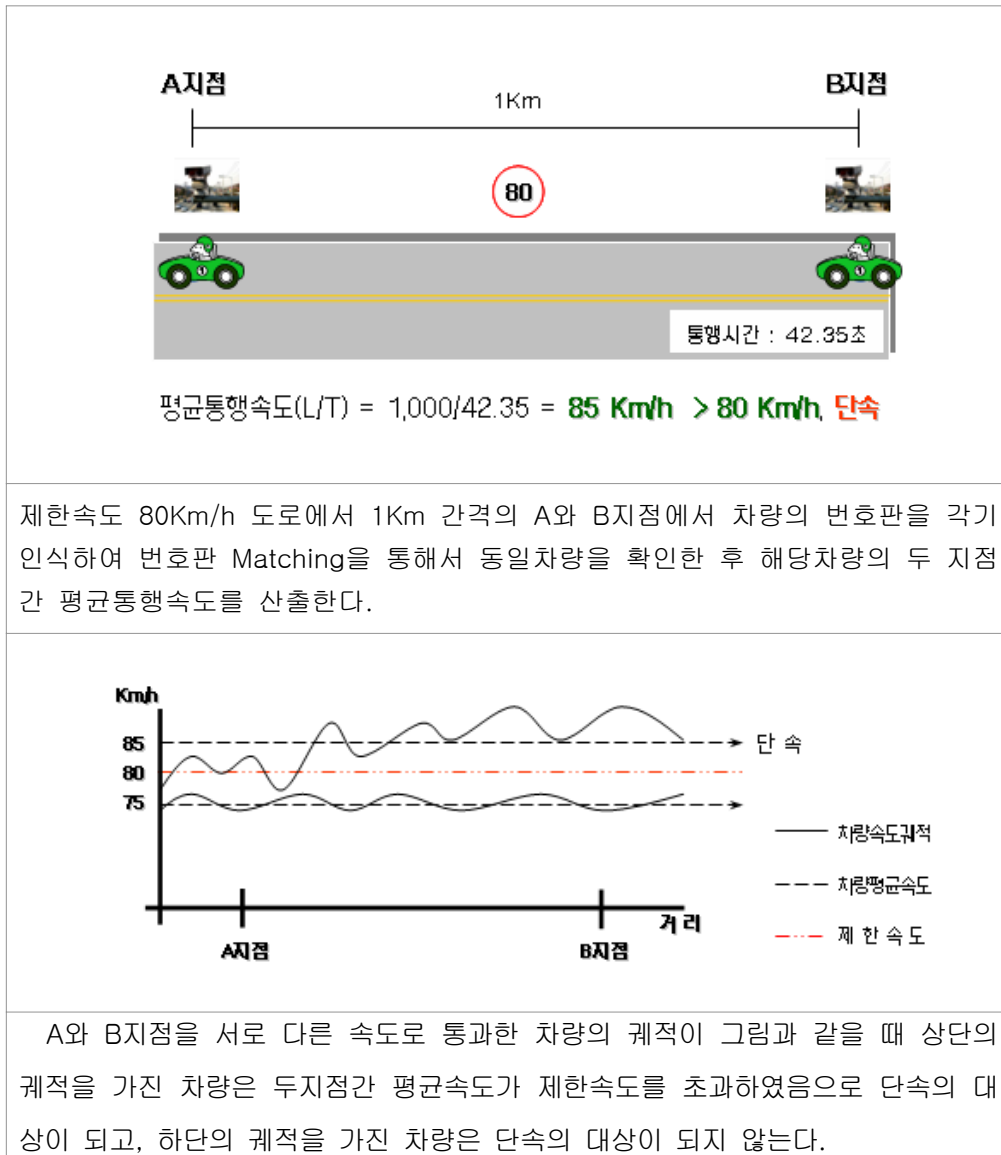 A지점
B지점
1Km
80
1
1
통행시간 : 42.35초
평균통행속도(L/T) = 1,000/42.35 = 85 Km/h > 80 Km/h, 단속
제한속도 80Km/h 도로에서 1Km 간격의 A와 B지점에서 차량의 번호판을 각기
인식하여 번호판 Matching을 통해서 동일차량을 확인한 후 해당차량의 두 지점
간 평균통행속도를 산출한다.
Km/h
85
단 속
80
75
차량속도궤적
차량평균속도
제 한 속 도
거 리
A지점
B지점
A와 B지점을 서로 다른 속도로 통과한 차량의 궤적이 그림과 같을 때 상단의
궤적을 가진 차량은 두지점간 평균속도가 제한속도를 초과하였음으로 단속의 대
상이 되고, 하단의 궤적을 가진 차량은 단속의 대상이 되지 않는다.